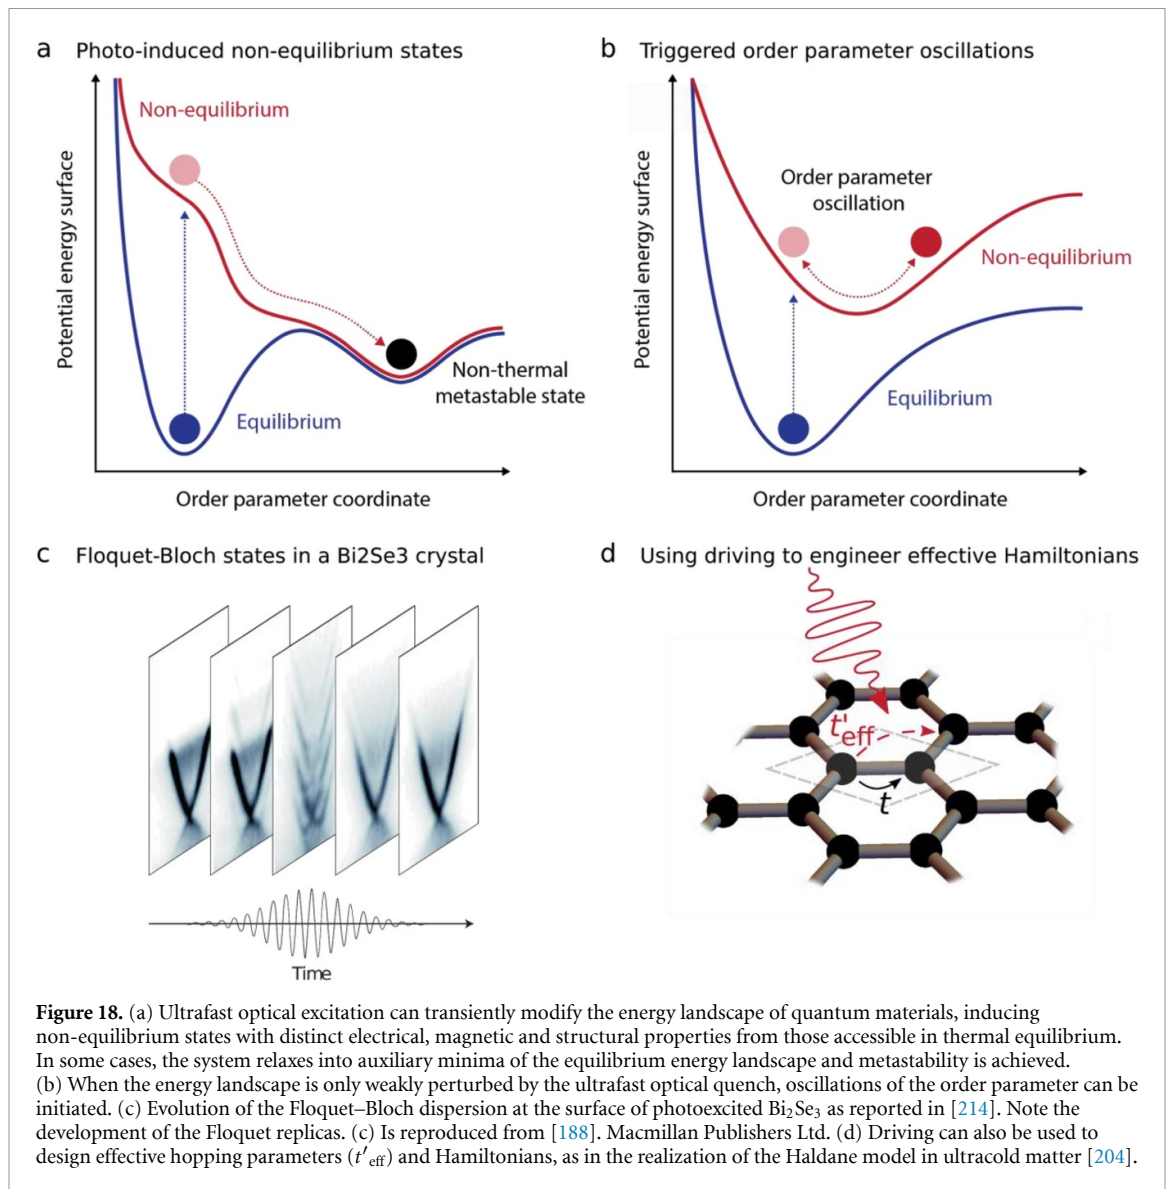 a Photo-induced non-equilibrium states
Non-equilibrium
Potential energy surface
Equilibrium
Non-thermal
metastable state
Order parameter coordinate
b Triggered order parameter oscillations
Order parameter
oscillation
Potential energy surface
Non-equilibrium
Equilibrium
Order parameter coordinate
c Floquet-Bloch states in a Bi2Se3 crystal
Time
d Using driving to engineer effective Hamiltonians
t'eff
t
Figure 18. (a) Ultrafast optical excitation can transiently modify the energy landscape of quantum materials, inducing
non-equilibrium states with distinct electrical, magnetic and structural properties from those accessible in thermal equilibrium.
In some cases, the system relaxes into auxiliary minima of the equilibrium energy landscape and metastability is achieved.
(b) When the energy landscape is only weakly perturbed by the ultrafast optical quench, oscillations of the order parameter can be
initiated. (c) Evolution of the Floquet–Bloch dispersion at the surface of photoexcited Bi₂Se₃ as reported in [214]. Note the
development of the Floquet replicas. (c) Is reproduced from [188]. Macmillan Publishers Ltd. (d) Driving can also be used to
design effective hopping parameters (t′eff) and Hamiltonians, as in the realization of the Haldane model in ultracold matter [204].